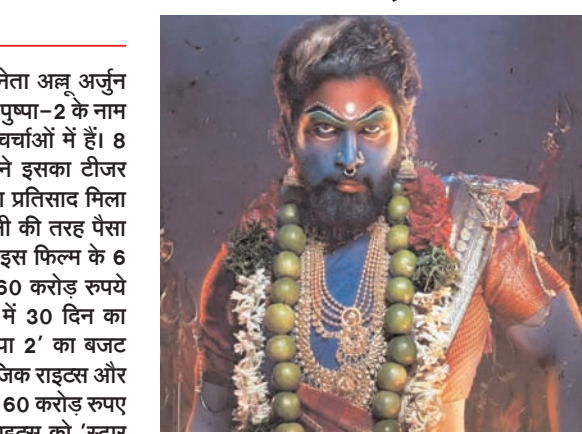 नेता अल्लू अर्जुन
पुष्पा-2 के नाम
चर्चाओं में हैं। 8
ने इसका टीजर
प्रतिसाद मिला
की तरह पैसा
इस फिल्म के 6
60 करोड़ रुपये
में 30 दिन का
पा 2' का बजट
जिक राइट्स और
60 करोड़ रुपए
को 'स्टार